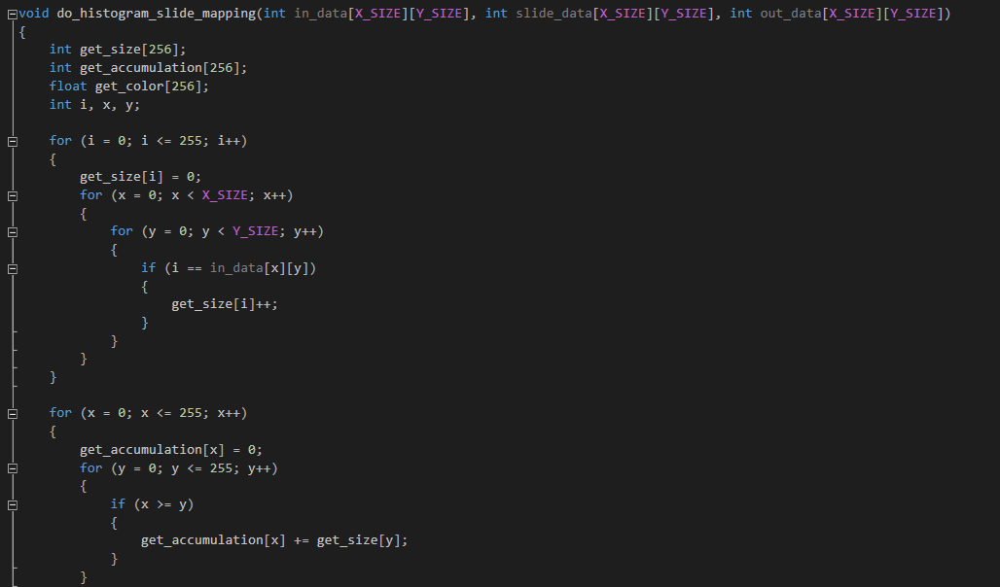 void do_histogram_slide_mapping(int in_data[X_SIZE][Y_SIZE], int slide_data[X_SIZE][Y_SIZE], int out_data[X_SIZE][Y_SIZE])
{
    int get_size[256];
    int get_accumulation[256];
    float get_color[256];
    int i, x, y;

    for (i = 0; i <= 255; i++)
    {
        get_size[i] = 0;
        for (x = 0; x < X_SIZE; x++)
        {
            for (y = 0; y < Y_SIZE; y++)
            {
                if (i == in_data[x][y])
                {
                    get_size[i]++;
                }
            }
        }
    }

    for (x = 0; x <= 255; x++)
    {
        get_accumulation[x] = 0;
        for (y = 0; y <= 255; y++)
        {
            if (x >= y)
            {
                get_accumulation[x] += get_size[y];
            }
        }